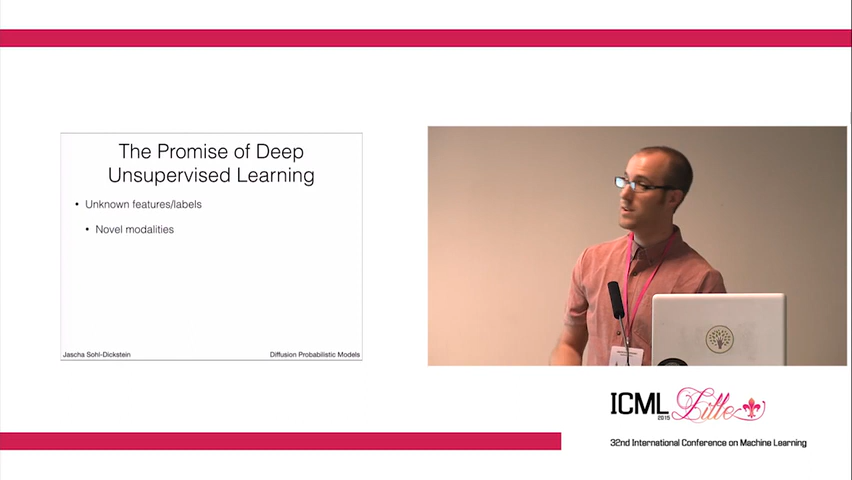 The Promise of Deep
Unsupervised Learning
• Unknown features/labels
• Novel modalities
Jascha Sohl-Dickstein
Diffusion Probabilistic Models
ICML
2015
Lille
32nd International Conference on Machine Learning